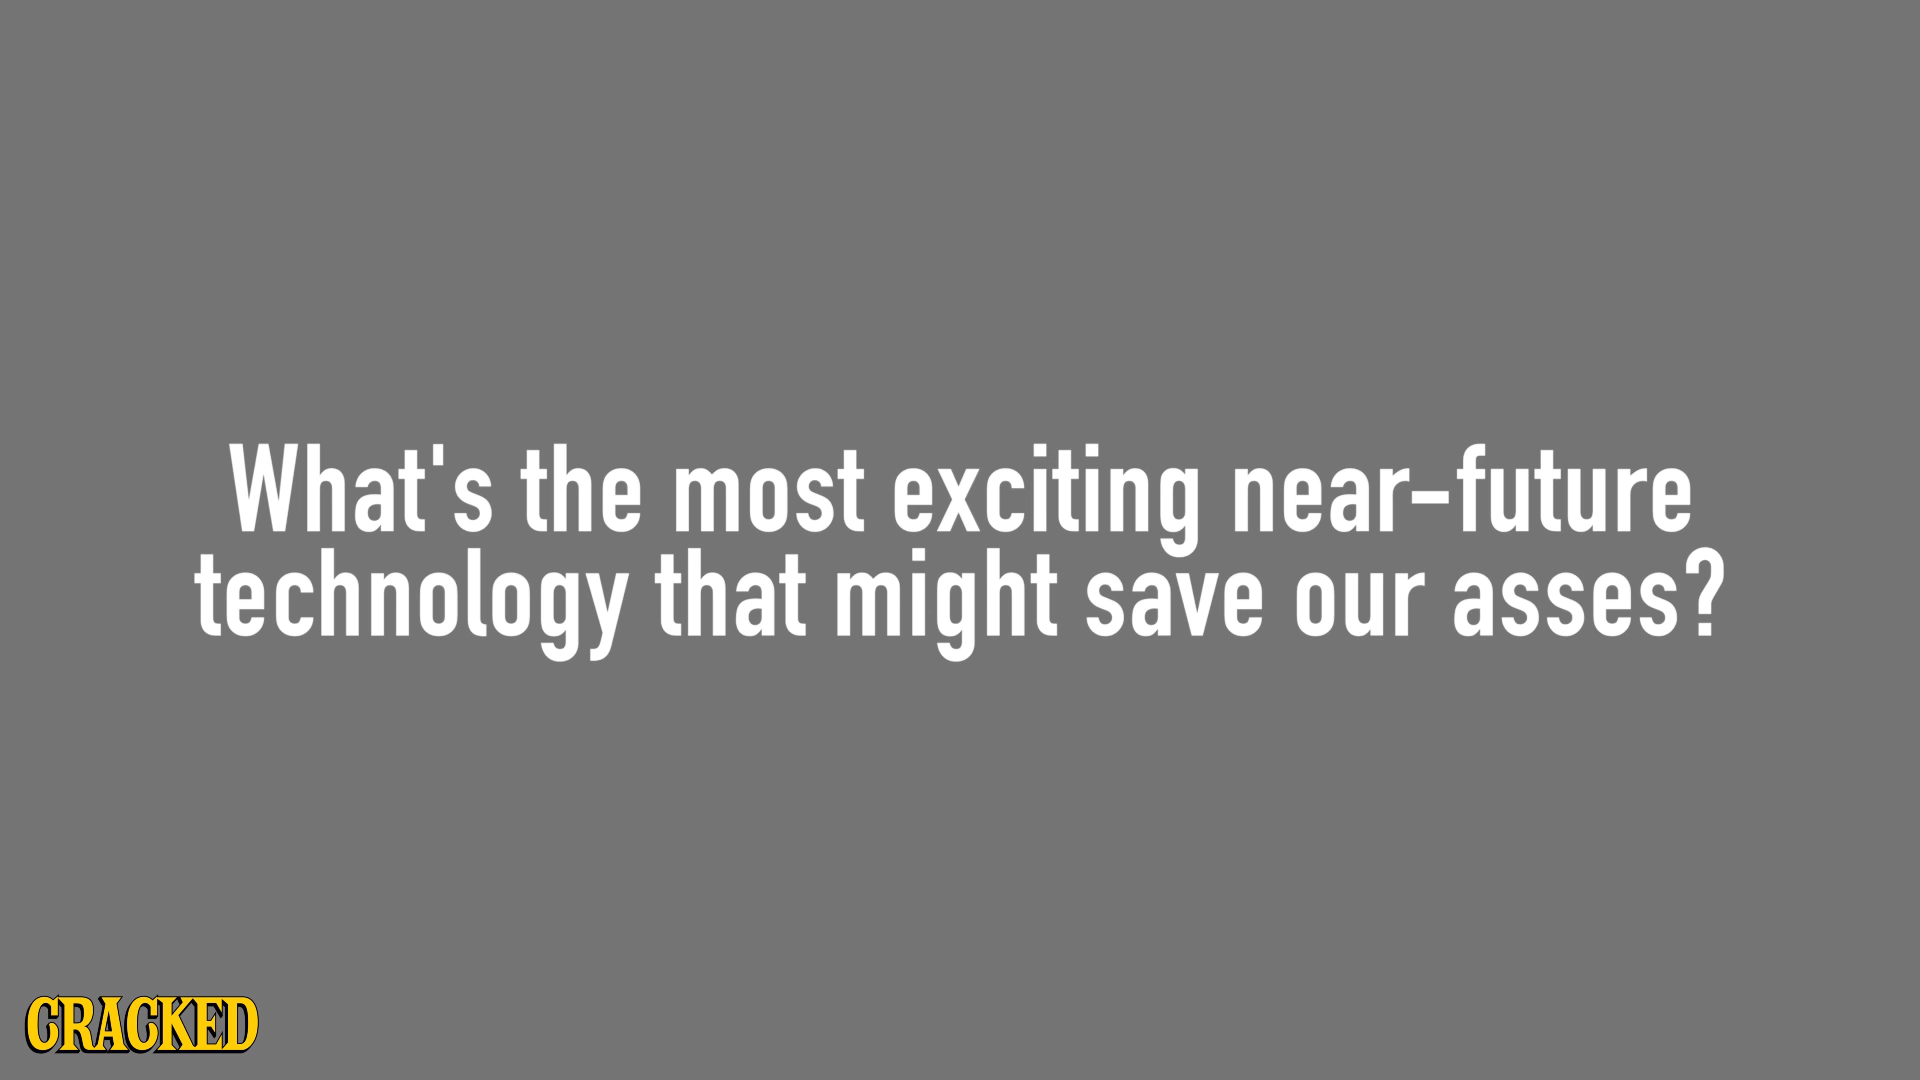 What's the most exciting near-future
technology that might save our asses?
CRACKED